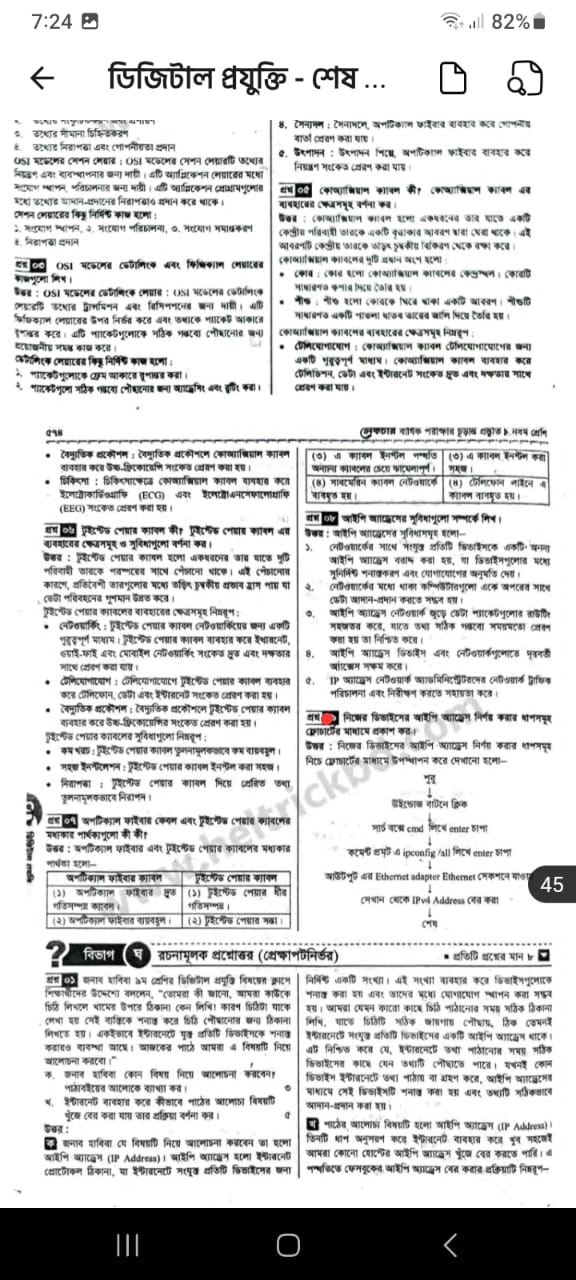 7:24
82%
ডিজিটাল প্রযুক্তি - শেষ ...
৩. তথ্যের সীমানা চিহ্নিতকরণ
৪. তথ্যের নিরাপত্তা এবং গোপনীয়তা প্রদান
OSI মডেলের সেশন লেয়ার : OSI মডেলের সেশন লেয়ারটি তথ্যের
নিয়ন্ত্রণ এবং ব্যবস্থাপনার জন্য দায়ী। এটি অ্যাপ্লিকেশন লেয়ারের মধ্যে
সংযোগ স্থাপন, পরিচালনার জন্য দায়ী। এটি অ্যাপ্লিকেশন প্রোগ্রামগুলোর
মধ্যে তথ্যের আদান-প্রদানের নিরাপত্তাও প্রদান করে থাকে।
সেশন লেয়ারের কিছু নির্দিষ্ট কাজ হলো :
১. সংযোগ স্থাপন, ২. সংযোগ পরিচালনা, ৩. সংযোগ সমাপ্তকরণ
৪. নিরাপত্তা প্রদান
প্রশ্ন ০৩ OSI মডেলের ডেটালিংক এবং ফিজিক্যাল লেয়ারের
কাজগুলো লিখ।
উত্তর : OSI মডেলের ডেটালিংক লেয়ার : OSI মডেলের ডেটালিংক
লেয়ারটি তথ্যের ট্রান্সমিশন এবং রিসিপশনের জন্য দায়ী। এটি
ফিজিক্যাল লেয়ারের উপর নির্ভর করে এবং তথ্যকে প্যাকেট আকারে
রূপান্তর করে। এটি প্যাকেটগুলোকে সঠিক গন্তব্যে পৌঁছানোর জন্য
প্রয়োজনীয় সমন্বয় কাজ করে।
ডেটালিংক লেয়ারের কিছু নির্দিষ্ট কাজ হলো :
১. প্যাকেটগুলোকে ফ্রেম আকারে রূপান্তর করা।
২. প্যাকেটগুলো সঠিক গন্তব্যে পৌঁছানোর জন্য অ্যাড্রেসিং এবং রুটিং করা।
৪. সৈন্যদল : সৈন্যদলে, অপটিক্যাল ফাইবার ব্যবহার করে গোপনীয়
বার্তা প্রেরণ করা যায়।
৫. উৎপাদন : উৎপাদন শিল্পে, অপটিক্যাল ফাইবার ব্যবহার করে
নিয়ন্ত্রণ সংকেত প্রেরণ করা যায়।
প্রশ্ন ০৫ কোঅ্যাক্সিয়াল ক্যাবল কী? কোঅ্যাক্সিয়াল ক্যাবল এর
ব্যবহারের ক্ষেত্রসমূহ বর্ণনা কর।
উত্তর : কোঅ্যাক্সিয়াল ক্যাবল হলো একধরনের তার যাতে একটি
কেন্দ্রীয় পরিবাহী তারকে একটি বৃত্তাকার আবরণ দ্বারা ঘেরা থাকে। এই
আবরণটি কেন্দ্রীয় তারকে তাড়িৎ চুম্বকীয় বিকিরণ থেকে রক্ষা করে।
কোঅ্যাক্সিয়াল ক্যাবলের দুটি প্রধান অংশ হলো :
• কোর : কোর হলো কোঅ্যাক্সিয়াল ক্যাবলের কেন্দ্রস্থল। কোরটি
সাধারণত কপার দিয়ে তৈরি হয়।
• শীল্ড : শীল্ড হলো কোরকে ঘিরে থাকা একটি আবরণ। শীল্ডটি
সাধারণত একটি পাতলা ধাতব তারের জালি দিয়ে তৈরি হয়।
কোঅ্যাক্সিয়াল ক্যাবলের ব্যবহারের ক্ষেত্রসমূহ নিম্নরূপ :
• টেলিযোগাযোগ : কোঅ্যাক্সিয়াল ক্যাবল টেলিযোগাযোগের জন্য
একটি গুরুত্বপূর্ণ মাধ্যম। কোঅ্যাক্সিয়াল ক্যাবল ব্যবহার করে
টেলিভিশন, ডেটা এবং ইন্টারনেট সংকেত দ্রুত এবং দক্ষতার সাথে
প্রেরণ করা যায়।
৫৭৪
লেকচার বার্ষিক পরীক্ষার চূড়ান্ত প্রস্তুতি ▶ নবম শ্রেণি
• বৈদ্যুতিক প্রকৌশল : বৈদ্যুতিক প্রকৌশলে কোঅ্যাক্সিয়াল ক্যাবল
ব্যবহার করে উচ্চ-ফ্রিকোয়েন্সি সংকেত প্রেরণ করা হয়।
• চিকিৎসা : চিকিৎসাক্ষেত্রে কোঅ্যাক্সিয়াল ক্যাবল ব্যবহার করে
ইলেক্ট্রোকার্ডিওগ্রাফি (ECG) এবং ইলেক্ট্রোএনসেফালোগ্রাফি
(EEG) সংকেত প্রেরণ করা হয়।
প্রশ্ন ০৬ টুইস্টেড পেয়ার ক্যাবল কী? টুইস্টেড পেয়ার ক্যাবল এর
ব্যবহারের ক্ষেত্রসমূহ ও সুবিধাগুলো বর্ণনা কর।
উত্তর : টুইস্টেড পেয়ার ক্যাবল হলো একধরনের তার যাতে দুটি
পরিবাহী তারকে পরস্পরের সাথে পেঁচানো থাকে। এই পেঁচানোর
কারণে, প্রতিবেশী তারগুলোর মধ্যে তড়িৎ চুম্বকীয় প্রভাব হ্রাস পায় যা
ডেটা পরিবহনের গুণমান উন্নত করে।
টুইস্টেড পেয়ার ক্যাবলের ব্যবহারের ক্ষেত্রসমূহ নিম্নরূপ :
• নেটওয়ার্কিং : টুইস্টেড পেয়ার ক্যাবল নেটওয়ার্কিংয়ের জন্য একটি
গুরুত্বপূর্ণ মাধ্যম। টুইস্টেড পেয়ার ক্যাবল ব্যবহার করে ইথারনেট,
ওয়াই-ফাই এবং মোবাইল নেটওয়ার্কিং সংকেত দ্রুত এবং দক্ষতার
সাথে প্রেরণ করা যায়।
• টেলিযোগাযোগ : টেলিযোগাযোগে টুইস্টেড পেয়ার ক্যাবল ব্যবহার
করে টেলিফোন, ডেটা এবং ইন্টারনেট সংকেত প্রেরণ করা হয়।
• বৈদ্যুতিক প্রকৌশল : বৈদ্যুতিক প্রকৌশলে টুইস্টেড পেয়ার ক্যাবল
ব্যবহার করে উচ্চ-ফ্রিকোয়েন্সির সংকেত প্রেরণ করা হয়।
টুইস্টেড পেয়ার ক্যাবলের সুবিধাগুলো নিম্নরূপ :
• কম খরচ : টুইস্টেড পেয়ার ক্যাবল তুলনামূলকভাবে কম ব্যয়বহুল।
• সহজ ইনস্টলেশন : টুইস্টেড পেয়ার ক্যাবল ইনস্টল করা সহজ।
• নিরাপত্তা : টুইস্টেড পেয়ার ক্যাবল দিয়ে প্রেরিত তথ্য
তুলনামূলকভাবে নিরাপদ।
প্রশ্ন ০৭ অপটিক্যাল ফাইবার কেবল এবং টুইস্টেড পেয়ার ক্যাবলের
মধ্যকার পার্থক্যগুলো কী কী?
উত্তর : অপটিক্যাল ফাইবার এবং টুইস্টেড পেয়ার ক্যাবলের মধ্যকার
পার্থক্য হলো—
অপটিক্যাল ফাইবার ক্যাবল টুইস্টেড পেয়ার ক্যাবল
(১) অপটিক্যাল ফাইবার দ্রুত গতিসম্পন্ন ক্যাবল। (১) টুইস্টেড পেয়ার ধীর গতিসম্পন্ন।
(২) অপটিক্যাল ফাইবার ব্যয়বহুল। (২) টুইস্টেড পেয়ার সস্তা।
(৩) এ ক্যাবল ইনস্টল পদ্ধতি অন্যান্য ক্যাবলের চেয়ে ঝামেলাপূর্ণ। (৩) এ ক্যাবল ইনস্টল করা সহজ।
(৪) সাবমেরিন ক্যাবল নেটওয়ার্কে ব্যবহৃত হয়। (৪) টেলিফোন লাইনে এ ক্যাবল ব্যবহৃত হয়।
প্রশ্ন ০৮ আইপি অ্যাড্রেসের সুবিধাগুলো সম্পর্কে লিখ।
উত্তর : আইপি অ্যাড্রেসের সুবিধাসমূহ হলো—
১. নেটওয়ার্কের সাথে সংযুক্ত প্রতিটি ডিভাইসকে একটি অনন্য
আইপি অ্যাড্রেস বরাদ্দ করা হয়, যা ডিভাইসগুলোর মধ্যে
সুনির্দিষ্ট শনাক্তকরণ এবং যোগাযোগের অনুমতি দেয়।
২. নেটওয়ার্কের মধ্যে থাকা কম্পিউটারগুলো একে অপরের সাথে
ডেটা আদান-প্রদান করতে সক্ষম হয়।
৩. আইপি অ্যাড্রেস নেটওয়ার্ক জুড়ে ডেটা প্যাকেটগুলোর রাউটিং
সহজতর করে, যাতে তথ্য সঠিক গন্তব্যে সময়মতো প্রেরণ
করা হয় তা নিশ্চিত করে।
৪. আইপি অ্যাড্রেস ডিভাইস এবং নেটওয়ার্কগুলোতে দূরবর্তী
অ্যাক্সেস সক্ষম করে।
৫. IP অ্যাড্রেস নেটওয়ার্ক অ্যাডমিনিস্ট্রেটরদের নেটওয়ার্ক ট্রাফিক
পরিচালনা এবং নিরীক্ষণ করতে সহায়তা করে।
প্রশ্ন নিজের ডিভাইসের আইপি অ্যাড্রেস নির্ণয় করার ধাপসমূহ
ফ্লোচার্টের মাধ্যমে প্রকাশ কর।
উত্তর : নিজের ডিভাইসের আইপি অ্যাড্রেস নির্ণয় করার ধাপসমূহ
নিচে ফ্লোচার্টের মাধ্যমে উপস্থাপন করে দেখানো হলো—
শুরু
উইন্ডোজ বাটনে ক্লিক
সার্চ বক্সে cmd লিখে enter চাপা
কমেন্ট প্রম্পট এ ipconfig /all লিখে enter চাপা
আউটপুট এর Ethernet adapter Ethernet সেকশনে যাওয়া
সেখান থেকে IPv4 Address বের করা
শেষ
45
? বিভাগ ঘ রচনামূলক প্রশ্নোত্তর (প্রেক্ষাপটনির্ভর)
• প্রতিটি প্রশ্নের মান ৮
প্রশ্ন ০১ জনাব হাবিবা ৯ম শ্রেণির ডিজিটাল প্রযুক্তি বিষয়ের ক্লাসে
শিক্ষার্থীদের উদ্দেশ্যে বললেন, "তোমরা কী জানো, আমরা কাউকে
চিঠি লিখলে খামের উপরে ঠিকানা কেন লিখি। কারণ চিঠিটা যাকে
লেখা হয় সেই ব্যক্তিকে শনাক্ত করে চিঠি পৌঁছানোর জন্য ঠিকানা
লিখতে হয়। একইভাবে ইন্টারনেটে যুক্ত প্রতিটি ডিভাইসকে শনাক্ত
করারও ব্যবস্থা আছে। আজকের পাঠে আমরা এ বিষয়টি নিয়ে
আলোচনা করবো।"
ক. জনাব হাবিবা কোন বিষয় নিয়ে আলোচনা করবেন?
পাঠ্যবইয়ের আলোকে ব্যাখ্যা কর। ৩
খ. ইন্টারনেট ব্যবহার করে কীভাবে পাঠের আলোচ্য বিষয়টি
খুঁজে বের করা যায় তার প্রক্রিয়া বর্ণনা কর। ৫
উত্তর :
ক জনাব হাবিবা যে বিষয়টি নিয়ে আলোচনা করবেন তা হলো
আইপি অ্যাড্রেস (IP Address)। আইপি অ্যাড্রেস হলো ইন্টারনেট
প্রোটোকল ঠিকানা, যা ইন্টারনেটে সংযুক্ত প্রতিটি ডিভাইসের জন্য
নির্দিষ্ট একটি সংখ্যা। এই সংখ্যা ব্যবহার করে ডিভাইসগুলোকে
শনাক্ত করা হয় এবং তাদের মধ্যে যোগাযোগ স্থাপন করা সম্ভব
হয়। আমরা যেমন কারো কাছে চিঠি পাঠানোর সময় সঠিক ঠিকানা
লিখি, যাতে চিঠিটি সঠিক জায়গায় পৌঁছায়, ঠিক তেমনই
ইন্টারনেটে সংযুক্ত প্রতিটি ডিভাইসের একটি আইপি অ্যাড্রেস থাকে।
এটি নিশ্চিত করে যে, ইন্টারনেটে তথ্য পাঠানোর সময় সঠিক
ডিভাইসের কাছে যেন তথ্যটি পৌঁছাতে পারে। যখনই কোন
ডিভাইস ইন্টারনেটে তথ্য পাঠায় বা গ্রহণ করে, আইপি অ্যাড্রেসের
মাধ্যমে সেই ডিভাইসটি শনাক্ত করা হয় এবং তথ্যটি সঠিকভাবে
আদান-প্রদান করা হয়।
খ পাঠের আলোচ্য বিষয়টি হলো আইপি অ্যাড্রেস (IP Address)।
তিনটি ধাপ অনুসরণ করে ইন্টারনেট ব্যবহার করে খুব সহজেই
আমরা কোনো হোস্টের আইপি অ্যাড্রেস খুঁজে বের করতে পারি। এ
পদ্ধতিতে ফেসবুকের আইপি অ্যাড্রেস বের করার প্রক্রিয়াটি নিম্নরূপ—